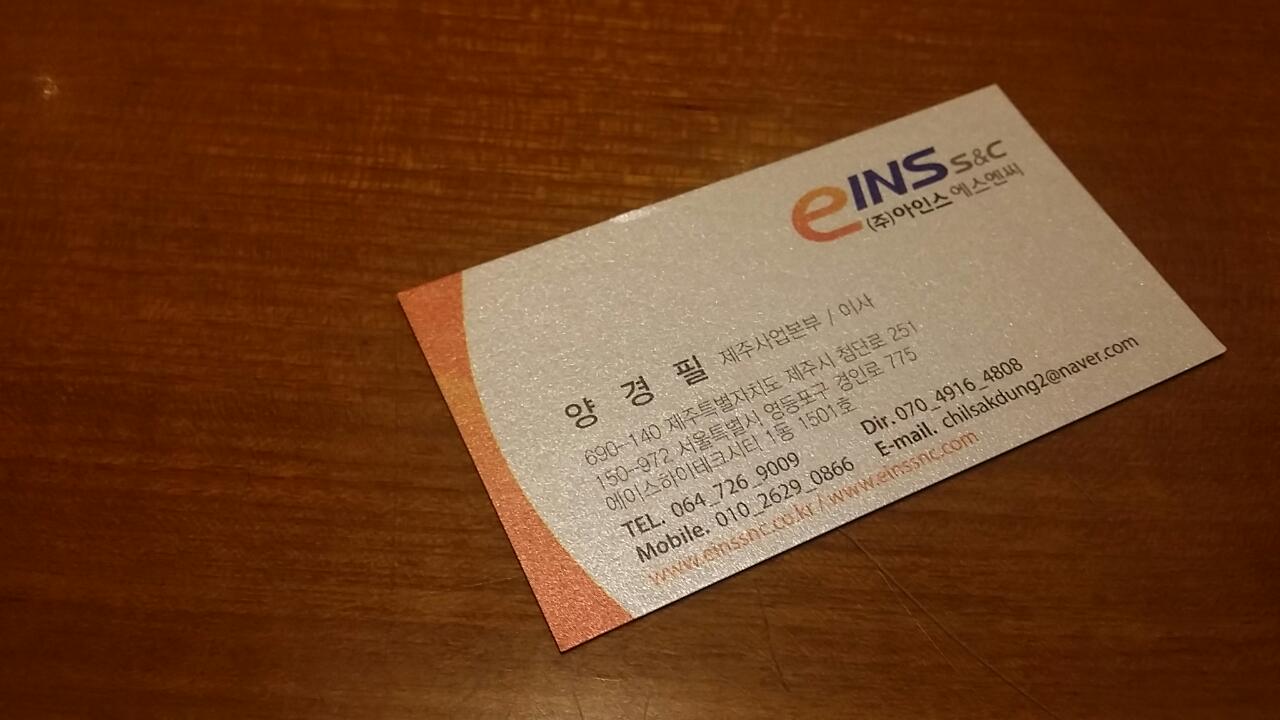 eINS S&C
(주)아인스에스엔씨
양 경 필 제주사업본부 / 이사
690-140 제주특별자치도 제주시 첨단로 251
150-972 서울특별시 영등포구 경인로 775
에이스하이테크시티 1동 1501호
TEL. 064_726_9009 Dir. 070_4916_4808
Mobile. 010_2629_0866 E-mail. chilsakdung2@naver.com
www.einssnc.co.kr / www.einssnc.com